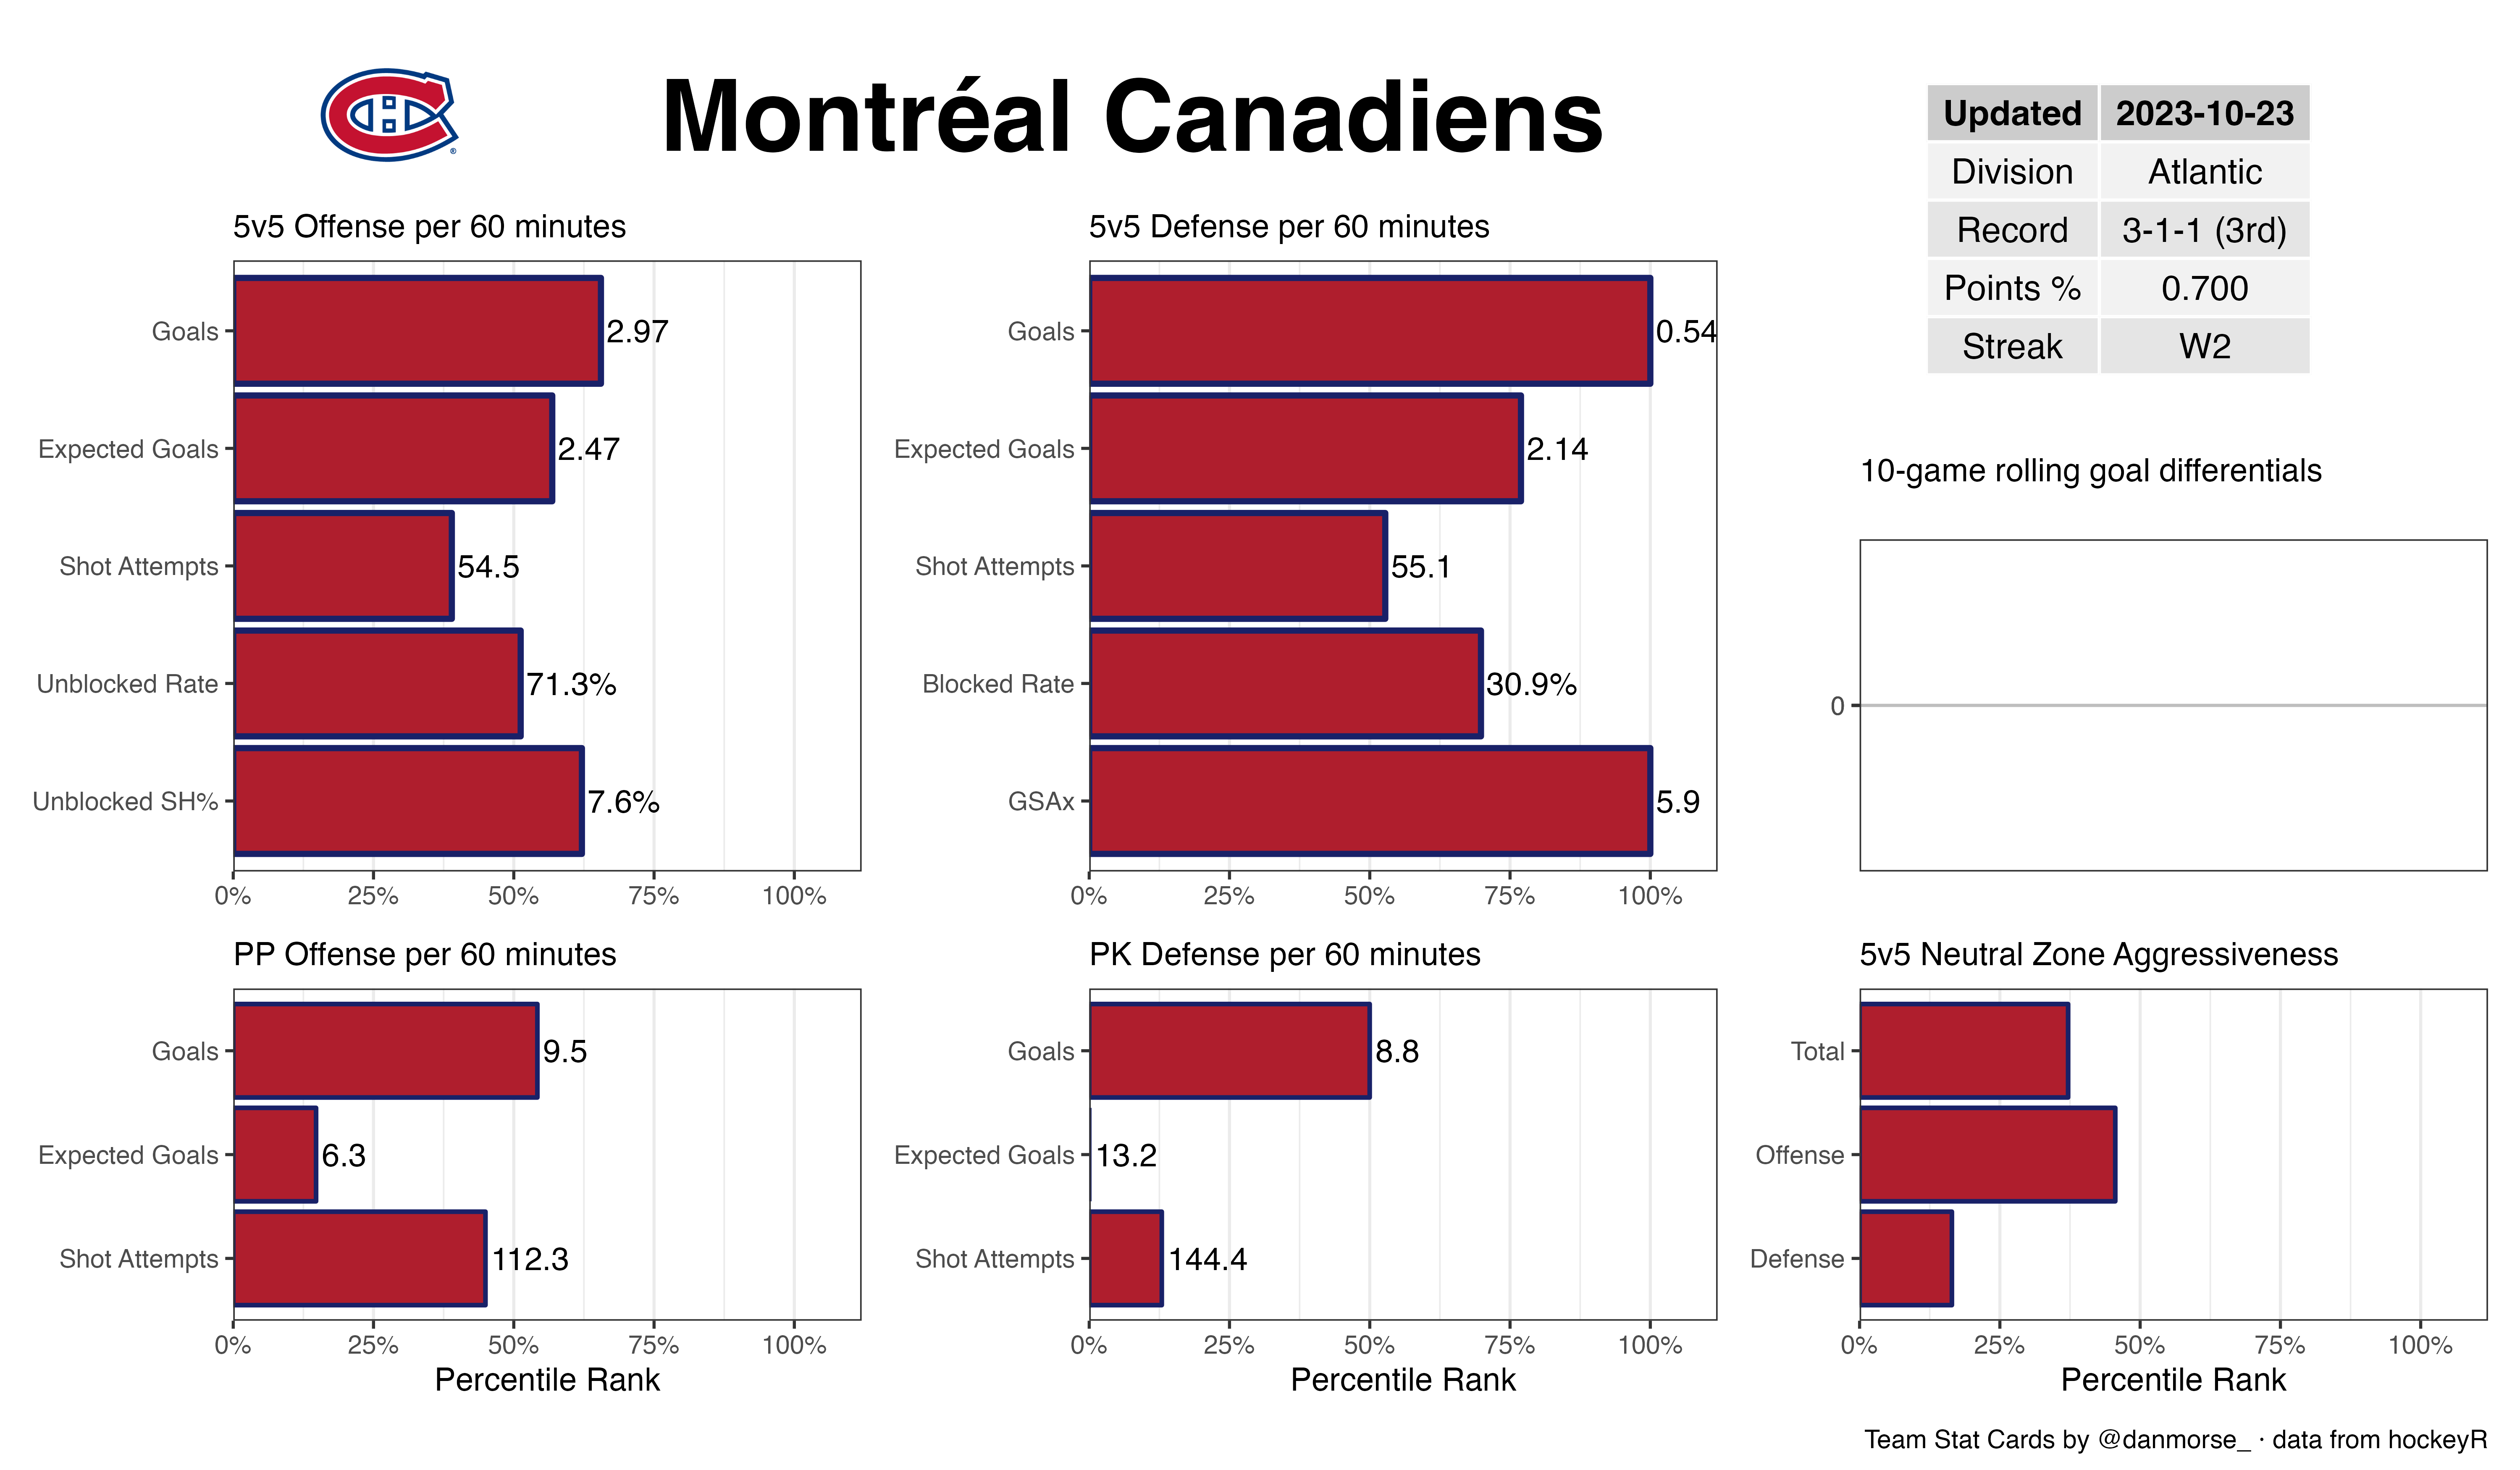 Montréal Canadiens
Updated 2023-10-23
Division Atlantic
Record 3-1-1 (3rd)
Points % 0.700
Streak W2
5v5 Offense per 60 minutes
Goals 2.97
Expected Goals 2.47
Shot Attempts 54.5
Unblocked Rate 71.3%
Unblocked SH% 7.6%
0% 25% 50% 75% 100%
5v5 Defense per 60 minutes
Goals 0.54
Expected Goals 2.14
Shot Attempts 55.1
Blocked Rate 30.9%
GSAx 5.9
0% 25% 50% 75% 100%
10-game rolling goal differentials
0
PP Offense per 60 minutes
Goals 9.5
Expected Goals 6.3
Shot Attempts 112.3
0% 25% 50% 75% 100%
Percentile Rank
PK Defense per 60 minutes
Goals 8.8
Expected Goals 13.2
Shot Attempts 144.4
0% 25% 50% 75% 100%
Percentile Rank
5v5 Neutral Zone Aggressiveness
Total
Offense
Defense
0% 25% 50% 75% 100%
Percentile Rank
Team Stat Cards by @danmorse_ · data from hockeyR